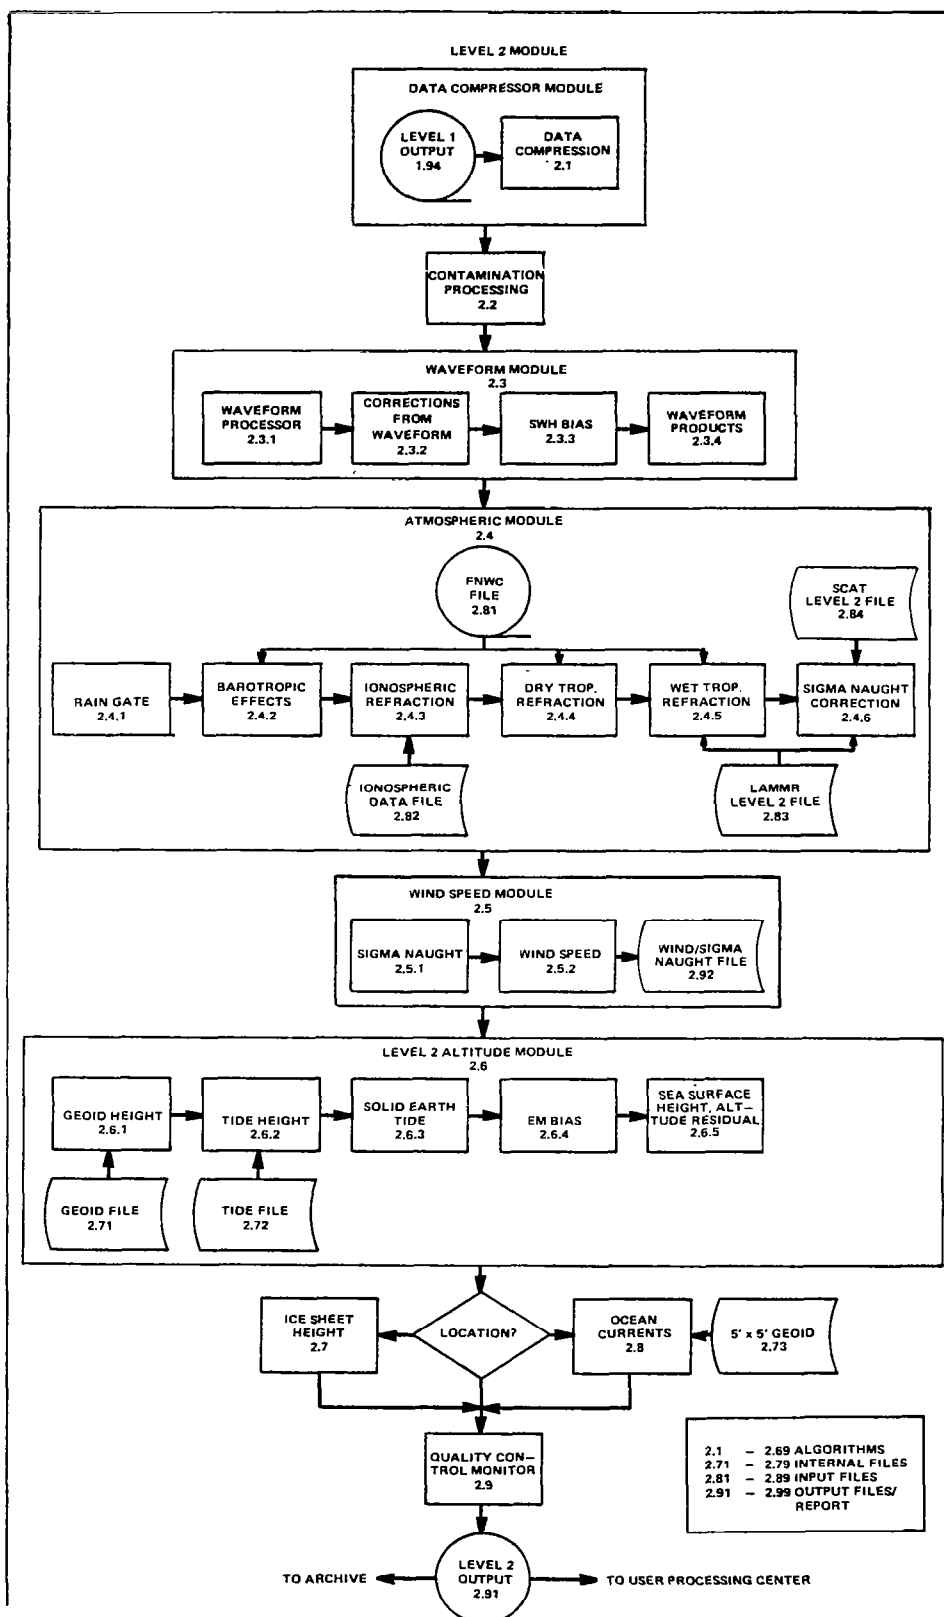 LEVEL 2 MODULE
DATA COMPRESSOR MODULE
LEVEL 1
OUTPUT
1.94
DATA
COMPRESSION
2.1
CONTAMINATION
PROCESSING
2.2
WAVEFORM MODULE
2.3
WAVEFORM
PROCESSOR
2.3.1
CORRECTIONS
FROM
WAVEFORM
2.3.2
SWH BIAS
2.3.3
WAVEFORM
PRODUCTS
2.3.4
ATMOSPHERIC MODULE
2.4
FNWC
FILE
2.81
SCAT
LEVEL 2 FILE
2.84
RAIN GATE
2.4.1
BAROTROPIC
EFFECTS
2.4.2
IONOSPHERIC
REFRACTION
2.4.3
DRY TROP.
REFRACTION
2.4.4
WET TROP.
REFRACTION
2.4.5
SIGMA NAUGHT
CORRECTION
2.4.6
IONOSPHERIC
DATA FILE
2.82
LAMMR
LEVEL 2 FILE
2.83
WIND SPEED MODULE
2.5
SIGMA NAUGHT
2.5.1
WIND SPEED
2.5.2
WIND/SIGMA
NAUGHT FILE
2.92
LEVEL 2 ALTITUDE MODULE
2.6
GEOID HEIGHT
2.6.1
TIDE HEIGHT
2.6.2
SOLID EARTH
TIDE
2.6.3
EM BIAS
2.6.4
SEA SURFACE
HEIGHT, ALT–
TUDE RESIDUAL
2.6.5
GEOID FILE
2.71
TIDE FILE
2.72
ICE SHEET
HEIGHT
2.7
LOCATION?
OCEAN
CURRENTS
2.8
5' x 5' GEOID
2.73
QUALITY CON–
TROL MONITOR
2.9
2.1 – 2.69 ALGORITHMS
2.71 – 2.79 INTERNAL FILES
2.81 – 2.89 INPUT FILES
2.91 – 2.99 OUTPUT FILES/
REPORT
TO ARCHIVE
LEVEL 2
OUTPUT
2.91
TO USER PROCESSING CENTER